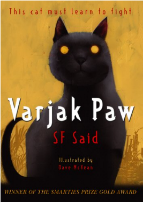 This cat must learn to fight
Varjak Paw
SF Said
Illustrated by
Dave McKean
WINNER OF THE SMARTIES PRIZE GOLD AWARD